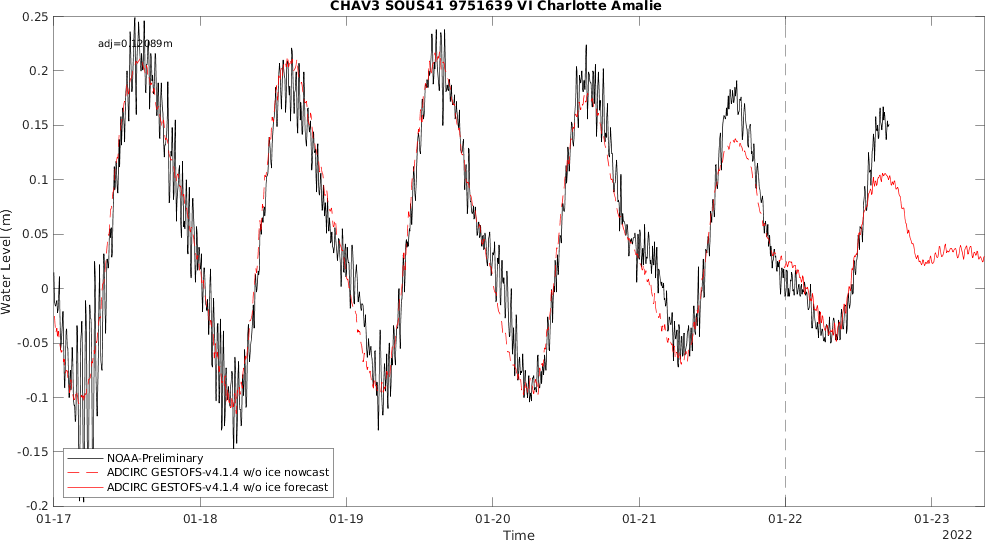 CHAV3 SOUS41 9751639 VI Charlotte Amalie
adj=0.12089m
0.25
0.2
0.15
0.1
0.05
0
-0.05
-0.1
-0.15
-0.2
Water Level (m)
NOAA-Preliminary
ADCIRC GESTOFS-v4.1.4 w/o ice nowcast
ADCIRC GESTOFS-v4.1.4 w/o ice forecast
01-17 01-18 01-19 01-20 01-21 01-22 01-23
Time
2022